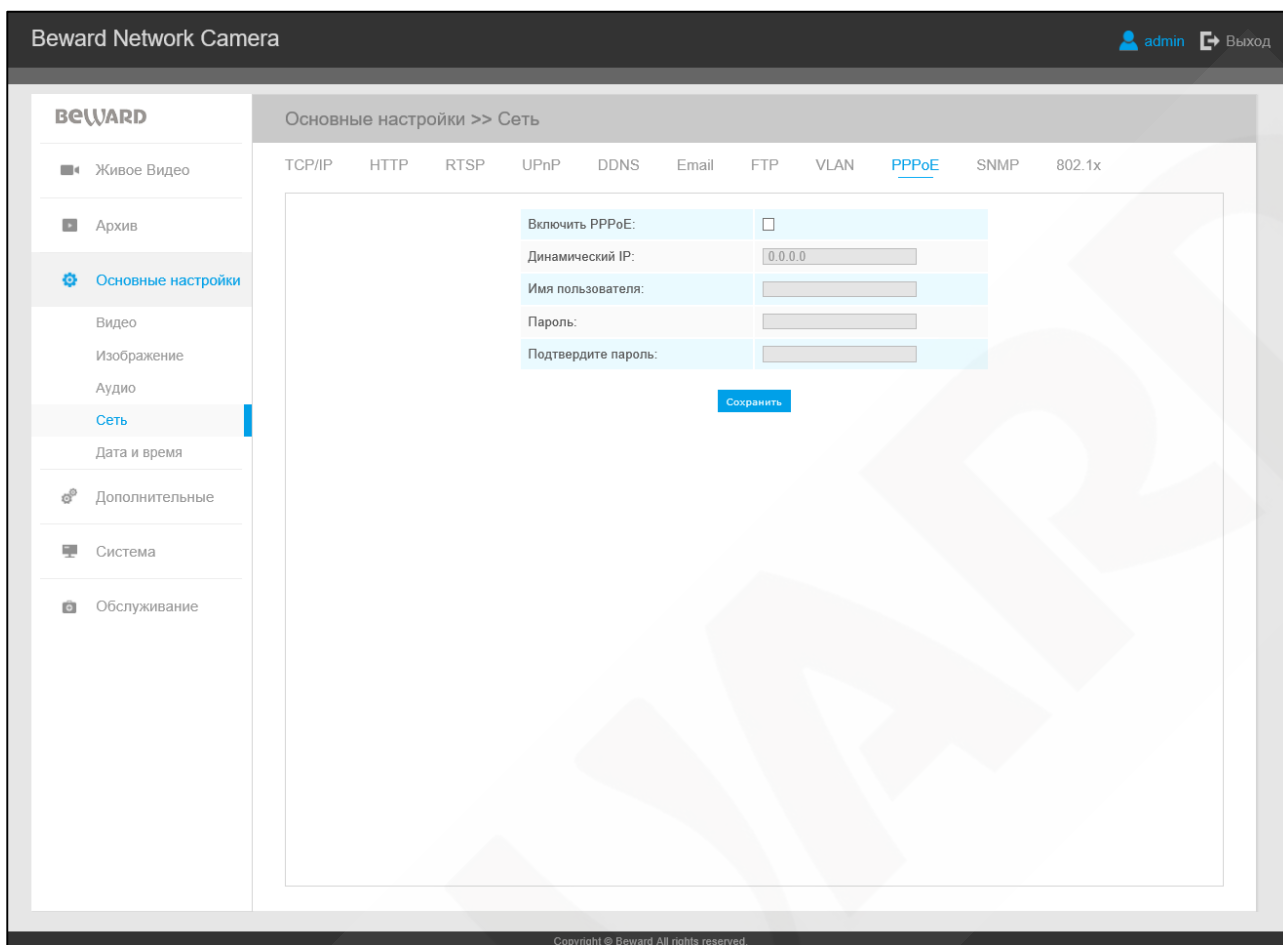 Beward Network Camera
admin Выход
BEWARD
Основные настройки >> Сеть
TCP/IP HTTP RTSP UPnP DDNS Email FTP VLAN PPPoE SNMP 802.1x
Живое Видео
Архив
Основные настройки
Видео
Изображение
Аудио
Сеть
Дата и время
Дополнительные
Система
Обслуживание
Включить PPPoE:
Динамический IP: 0.0.0.0
Имя пользователя:
Пароль:
Подтвердите пароль:
Сохранить
Copyright © Beward All rights reserved.